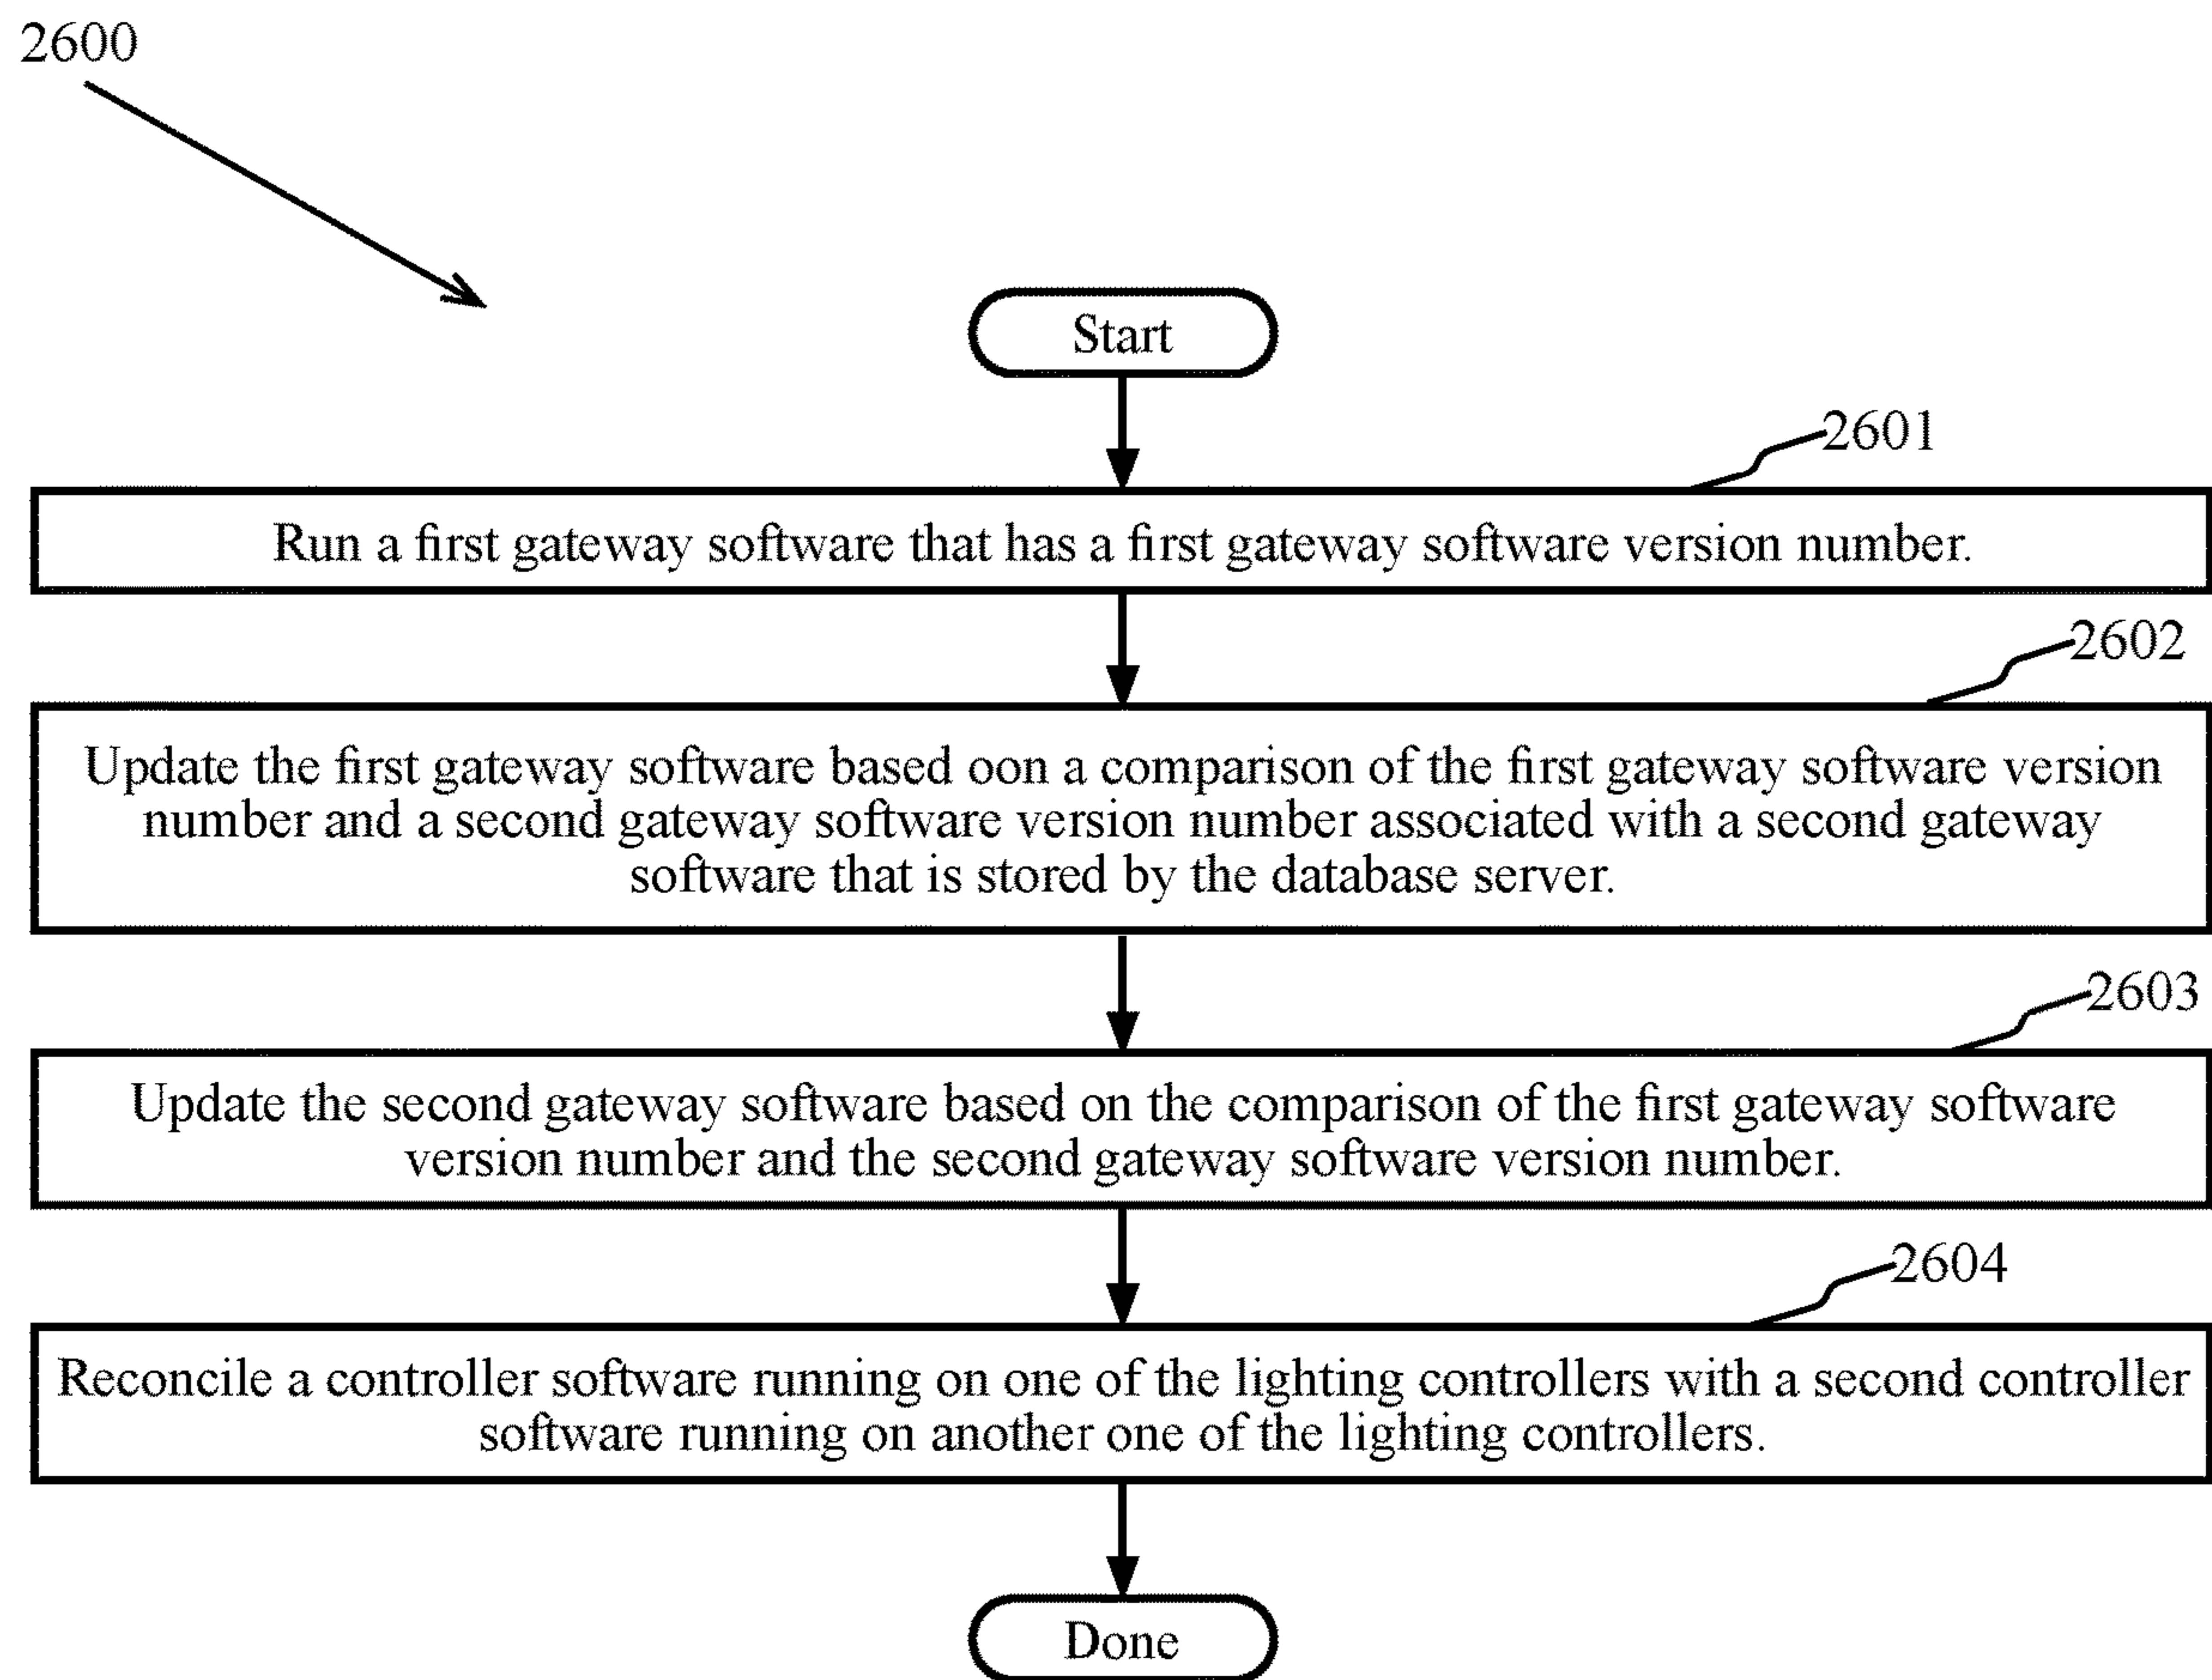 2600
Start
2601
Run a first gateway software that has a first gateway software version number.
2602
Update the first gateway software based oon a comparison of the first gateway software version
number and a second gateway software version number associated with a second gateway
software that is stored by the database server.
2603
Update the second gateway software based on the comparison of the first gateway software
version number and the second gateway software version number.
2604
Reconcile a controller software running on one of the lighting controllers with a second controller
software running on another one of the lighting controllers.
Done